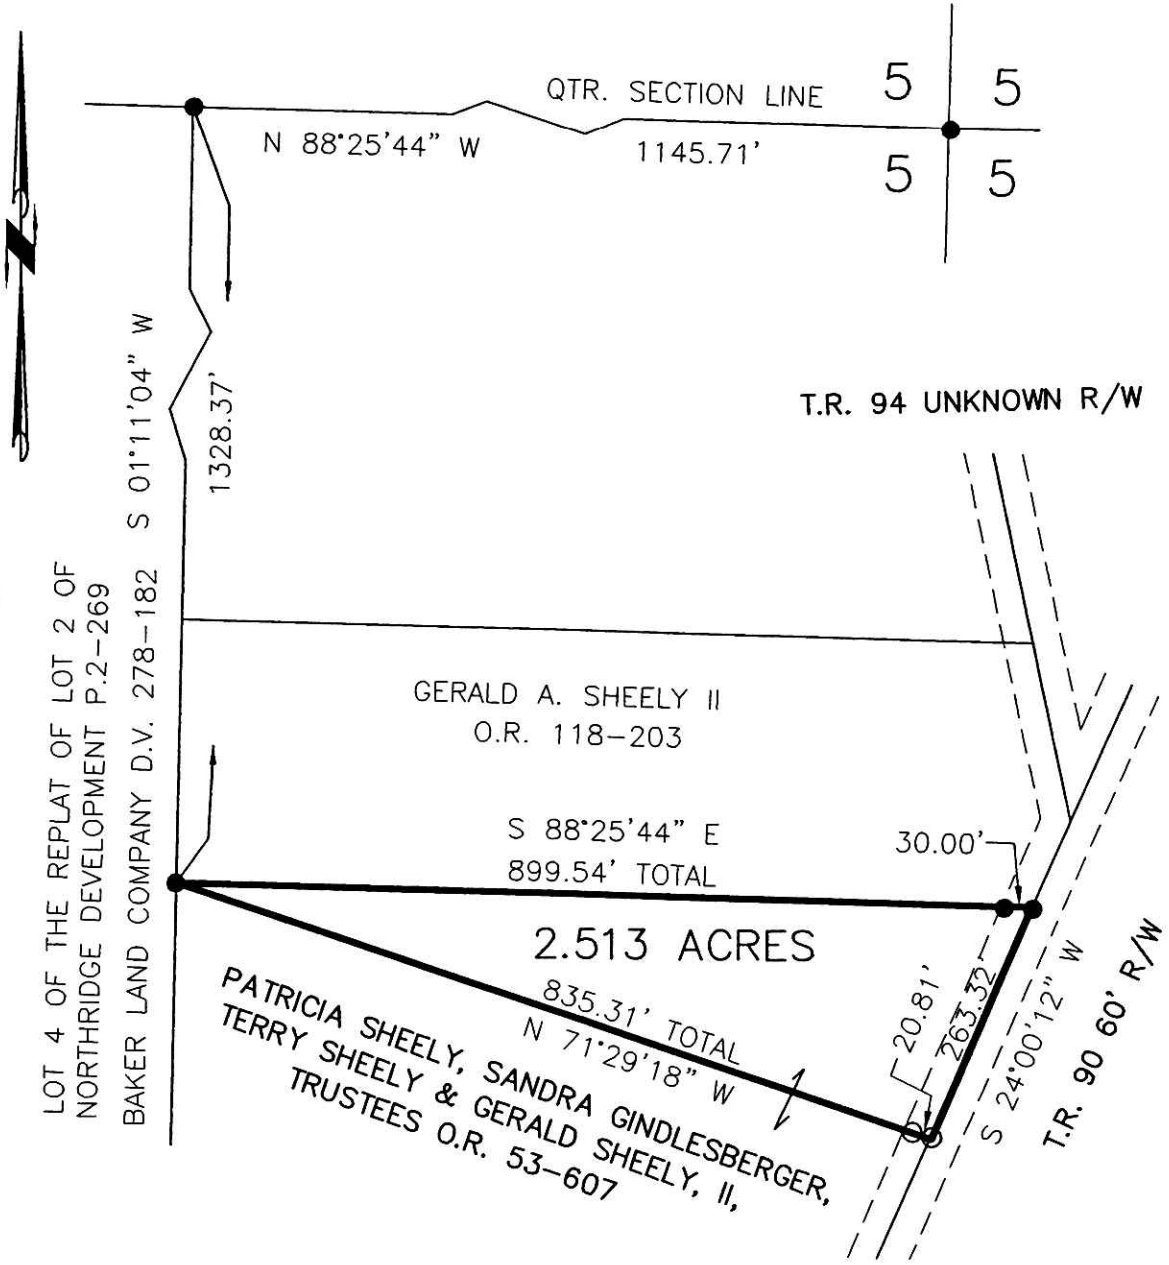 QTR. SECTION LINE
5 5
N 88°25'44" W 1145.71'
5 5
S 01°11'04" W
1328.37'
T.R. 94 UNKNOWN R/W
LOT 4 OF THE REPLAT OF LOT 2 OF
NORTHRIDGE DEVELOPMENT P.2-269
BAKER LAND COMPANY D.V. 278-182
GERALD A. SHEELY II
O.R. 118-203
S 88°25'44" E
899.54' TOTAL
30.00'
2.513 ACRES
835.31' TOTAL
N 71°29'18" W
20.81'
263.32'
S 24°00'12" W
T.R. 90 60' R/W
PATRICIA SHEELY, SANDRA GINDLESBERGER,
TERRY SHEELY & GERALD SHEELY, II,
TRUSTEES O.R. 53-607